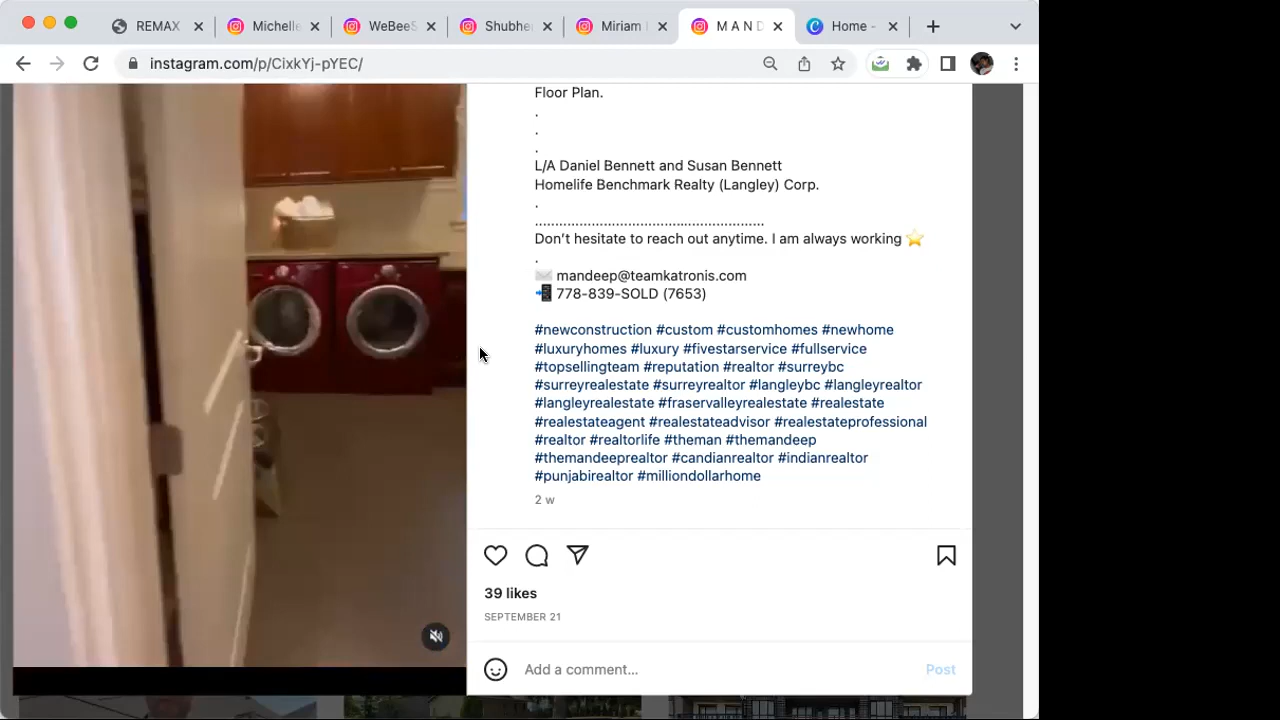 REMAX
Michelle
WeBeeS
Shubhe
Miriam
M A N D
Home -
instagram.com/p/CixkYj-pYEC/
Floor Plan.
.
.
.
L/A Daniel Bennett and Susan Bennett
Homelife Benchmark Realty (Langley) Corp.
.
......................................................
Don't hesitate to reach out anytime. I am always working ⭐
.
✉️ mandeep@teamkatronis.com
📲 778-839-SOLD (7653)
#newconstruction #custom #customhomes #newhome
#luxuryhomes #luxury #fivestarservice #fullservice
#topsellingteam #reputation #realtor #surreybc
#surreyrealestate #surreyrealtor #langleybc #langleyrealtor
#langleyrealestate #fraservalleyrealestate #realestate
#realestateagent #realestateadvisor #realestateprofessional
#realtor #realtorlife #theman #themandeep
#themandeeprealtor #candianrealtor #indianrealtor
#punjabirealtor #milliondollarhome
2 w
39 likes
SEPTEMBER 21
Add a comment...
Post